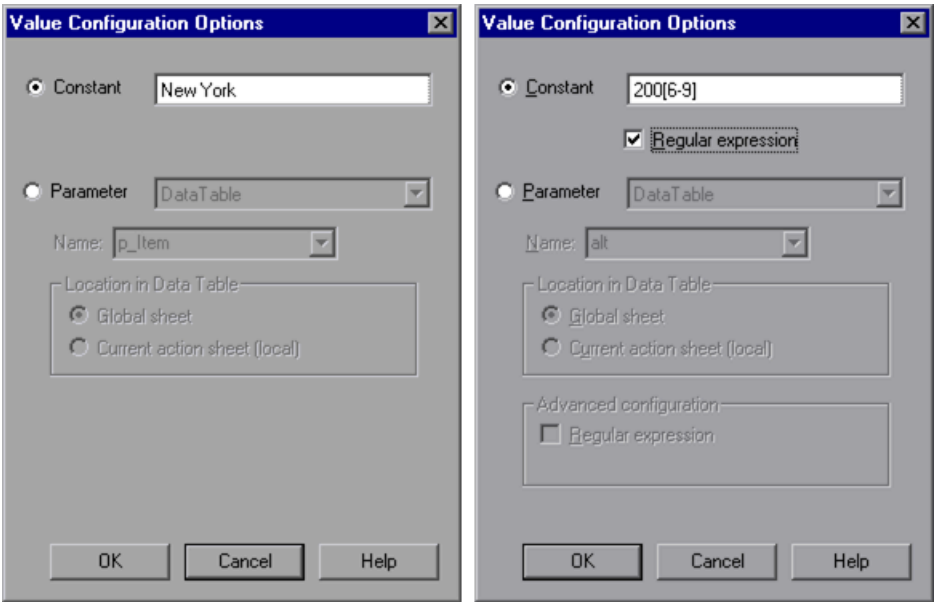 Value Configuration Options
Constant New York
Parameter DataTable
Name: p_Item
Location in Data Table
Global sheet
Current action sheet (local)
OK Cancel Help
Value Configuration Options
Constant 200[6-9]
Regular expression
Parameter DataTable
Name: alt
Location in Data Table
Global sheet
Current action sheet (local)
Advanced configuration
Regular expression
OK Cancel Help